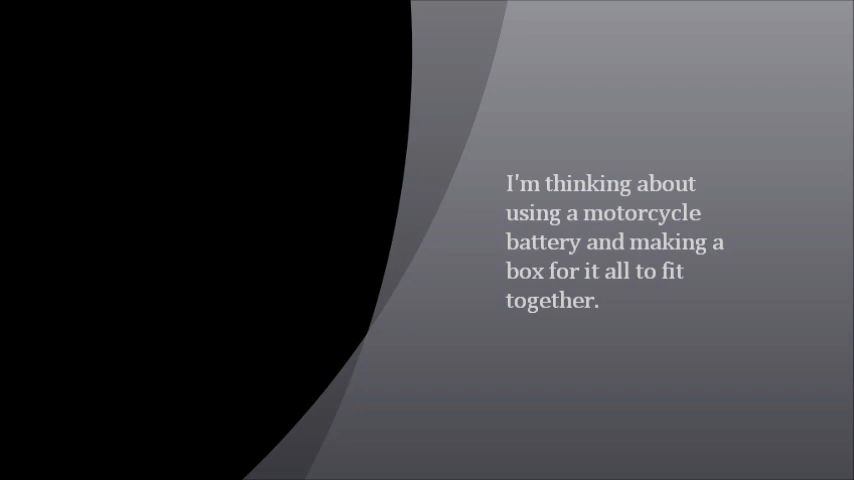 I'm thinking about
using a motorcycle
battery and making a
box for it all to fit
together.